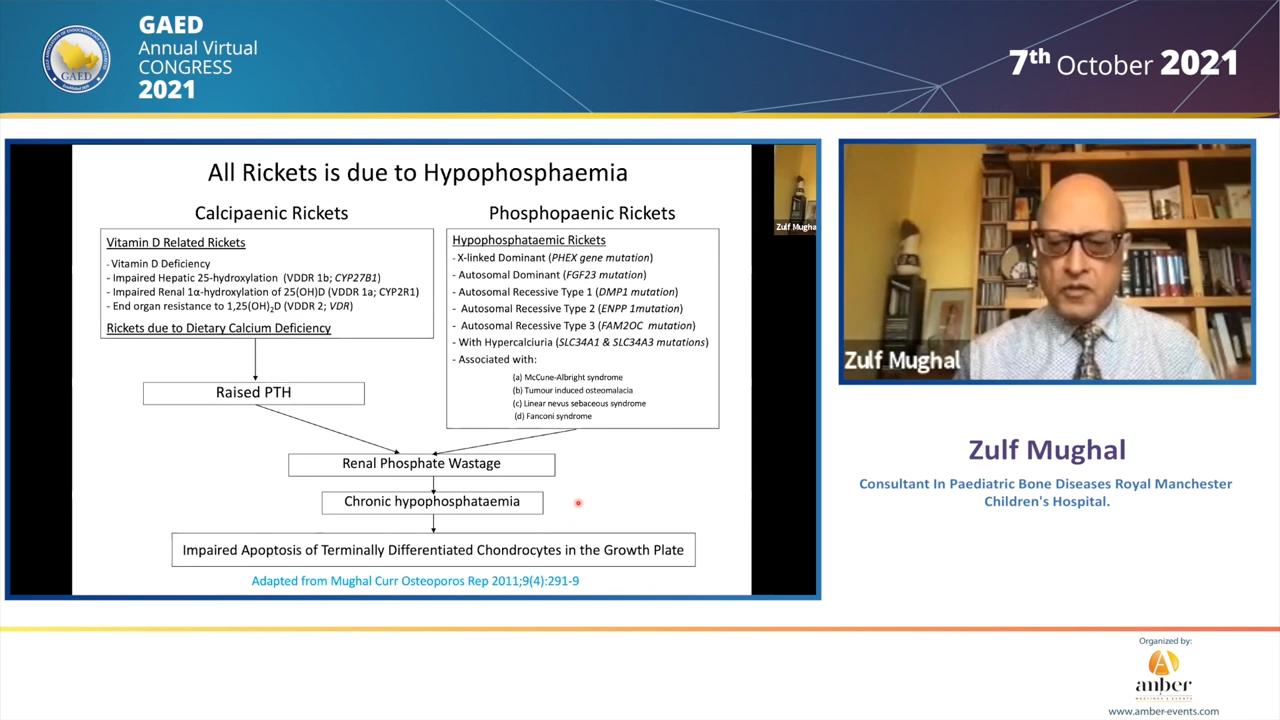 GAED
Annual Virtual
CONGRESS
2021
GAED
7th October 2021
All Rickets is due to Hypophosphaemia
Calcipaenic Rickets
Vitamin D Related Rickets
- Vitamin D Deficiency
- Impaired Hepatic 25-hydroxylation (VDDR 1b; CYP27B1)
- Impaired Renal 1α-hydroxylation of 25(OH)D (VDDR 1a; CYP2R1)
- End organ resistance to 1,25(OH)2D (VDDR 2; VDR)
Rickets due to Dietary Calcium Deficiency
Phosphopaenic Rickets
Hypophosphataemic Rickets
- X-linked Dominant (PHEX gene mutation)
- Autosomal Dominant (FGF23 mutation)
- Autosomal Recessive Type 1 (DMP1 mutation)
- Autosomal Recessive Type 2 (ENPP 1mutation)
- Autosomal Recessive Type 3 (FAM2OC mutation)
- With Hypercalciuria (SLC34A1 & SLC34A3 mutations)
- Associated with:
(a) McCune-Albright syndrome
(b) Tumour induced osteomalacia
(c) Linear nevus sebaceous syndrome
(d) Fanconi syndrome
Raised PTH
Renal Phosphate Wastage
Chronic hypophosphataemia
Impaired Apoptosis of Terminally Differentiated Chondrocytes in the Growth Plate
Adapted from Mughal Curr Osteoporos Rep 2011;9(4):291-9
Zulf Mugha
Zulf Mughal
Zulf Mughal
Consultant In Paediatric Bone Diseases Royal Manchester
Children's Hospital.
Organized by:
anber
www.amber-events.com